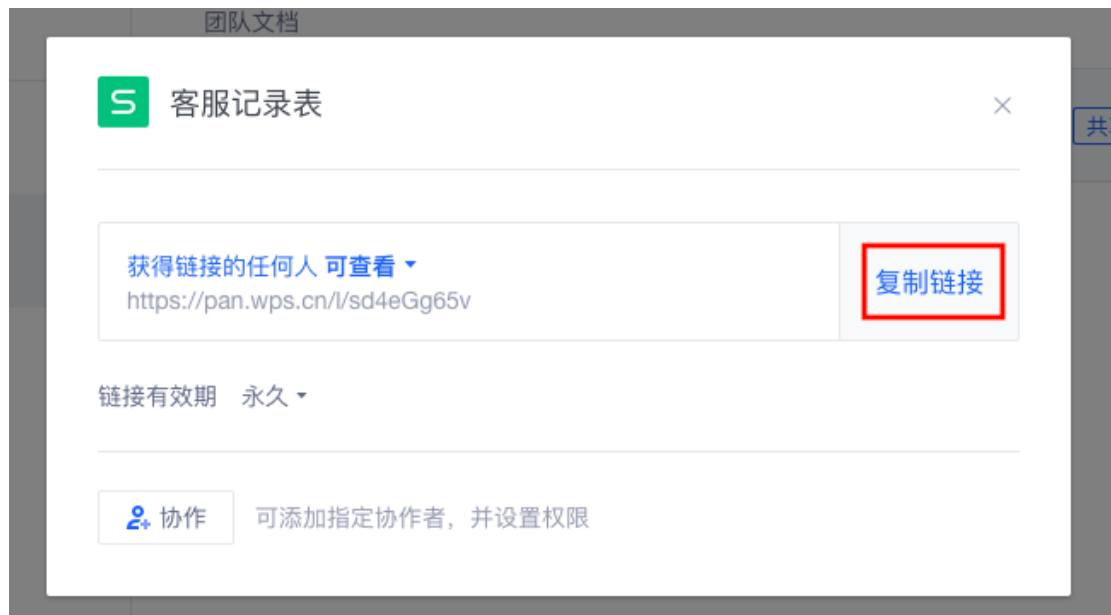 团队文档
客服记录表
共
获得链接的任何人 可查看
https://pan.wps.cn/l/sd4eGg65v
复制链接
链接有效期 永久
协作 可添加指定协作者，并设置权限